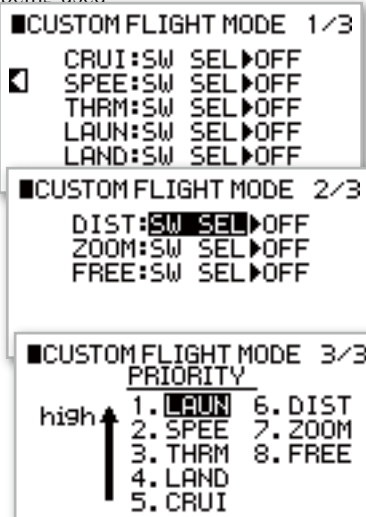 ■CUSTOM FLIGHT MODE 1/3
CRUI:SW SEL▶OFF
SPEE:SW SEL▶OFF
THRM:SW SEL▶OFF
LAUN:SW SEL▶OFF
LAND:SW SEL▶OFF
■CUSTOM FLIGHT MODE 2/3
DIST:SW SEL▶OFF
ZOOM:SW SEL▶OFF
FREE:SW SEL▶OFF
■CUSTOM FLIGHT MODE 3/3
PRIORITY
high 1. LAUN 6. DIST
2. SPEE 7. ZOOM
3. THRM 8. FREE
4. LAND
5. CRUI